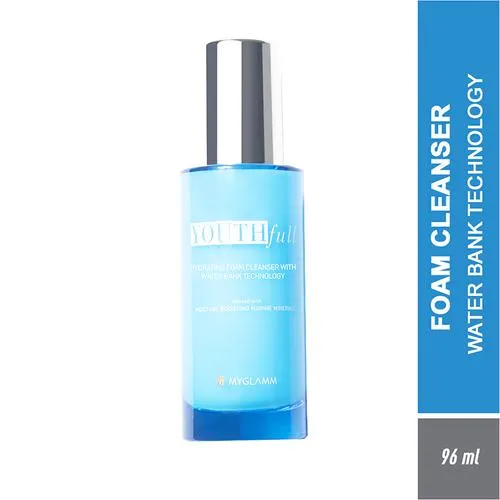 YOUTHfull
HYDRATING FOAM CLEANSER WITH
WATER BANK TECHNOLOGY
MOISTURE BOOSTING MARINE MINERALS
MYGLAMM
FOAM CLEANSER
WATER BANK TECHNOLOGY
96 ml